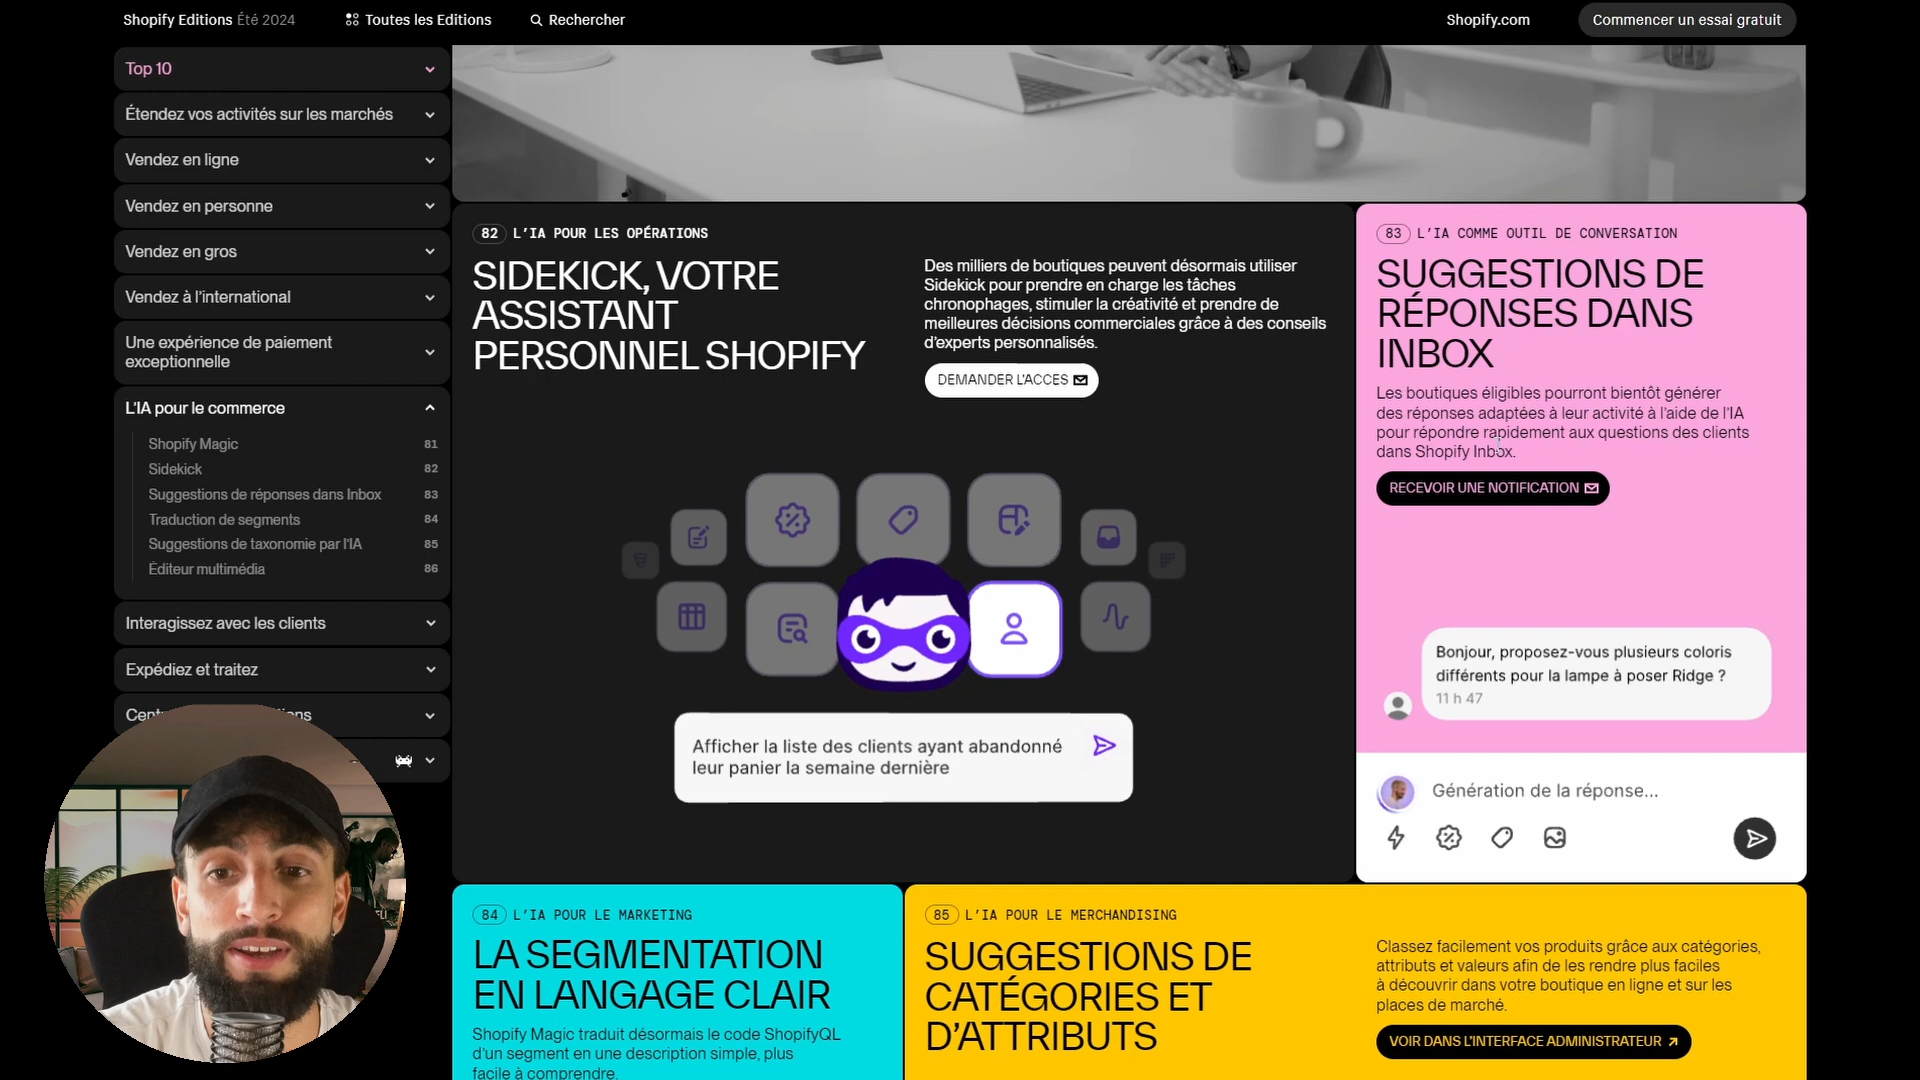 Shopify Editions Été 2024
Toutes les Editions
Rechercher
Shopify.com
Commencer un essai gratuit
Top 10
Étendez vos activités sur les marchés
Vendez en ligne
Vendez en personne
Vendez en gros
Vendez à l'international
Une expérience de paiement
exceptionnelle
L'IA pour le commerce
Shopify Magic 81
Sidekick 82
Suggestions de réponses dans Inbox 83
Traduction de segments 84
Suggestions de taxonomie par l'IA 85
Éditeur multimédia 86
Interagissez avec les clients
Expédiez et traitez
82 L'IA POUR LES OPÉRATIONS
SIDEKICK, VOTRE
ASSISTANT
PERSONNEL SHOPIFY
Des milliers de boutiques peuvent désormais utiliser
Sidekick pour prendre en charge les tâches
chronophages, stimuler la créativité et prendre de
meilleures décisions commerciales grâce à des conseils
d'experts personnalisés.
DEMANDER L'ACCES
Afficher la liste des clients ayant abandonné
leur panier la semaine dernière
83 L'IA COMME OUTIL DE CONVERSATION
SUGGESTIONS DE
RÉPONSES DANS
INBOX
Les boutiques éligibles pourront bientôt générer
des réponses adaptées à leur activité à l'aide de l'IA
pour répondre rapidement aux questions des clients
dans Shopify Inbox.
RECEVOIR UNE NOTIFICATION
Bonjour, proposez-vous plusieurs coloris
différents pour la lampe à poser Ridge ?
11 h 47
Génération de la réponse...
84 L'IA POUR LE MARKETING
LA SEGMENTATION
EN LANGAGE CLAIR
Shopify Magic traduit désormais le code ShopifyQL
d'un segment en une description simple, plus
facile à comprendre.
85 L'IA POUR LE MERCHANDISING
SUGGESTIONS DE
CATÉGORIES ET
D'ATTRIBUTS
Classez facilement vos produits grâce aux catégories,
attributs et valeurs afin de les rendre plus faciles
à découvrir dans votre boutique en ligne et sur les
places de marché.
VOIR DANS L'INTERFACE ADMINISTRATEUR